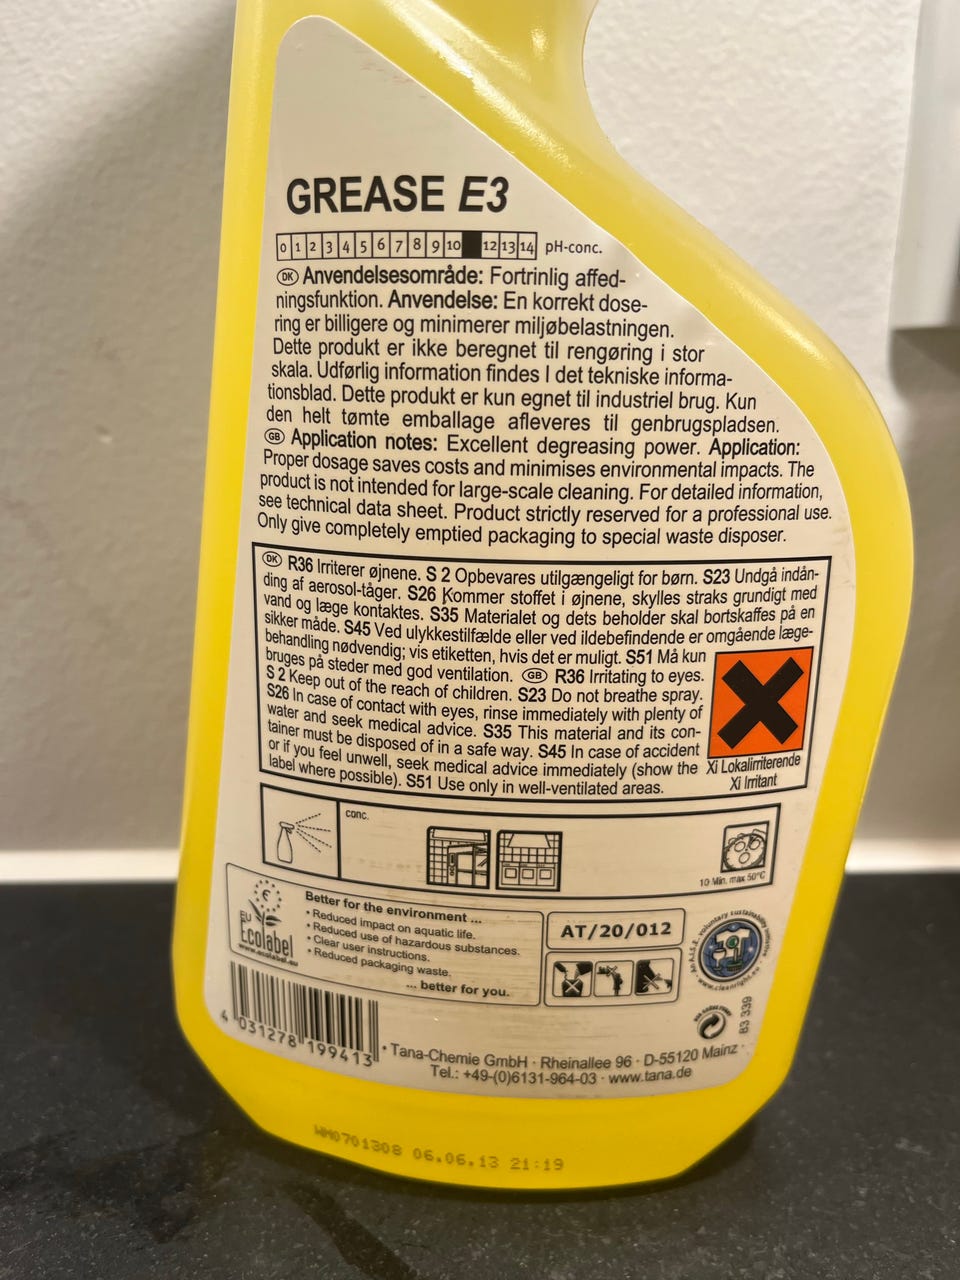 GREASE E3
0 1 2 3 4 5 6 7 8 9 10 12 13 14 pH-conc.
DK Anvendelsesområde: Fortrinlig affed-
ningsfunktion. Anvendelse: En korrekt dose-
ring er billigere og minimerer miljøbelastningen.
Dette produkt er ikke beregnet til rengøring i stor
skala. Udførlig information findes I det tekniske informa-
tionsblad. Dette produkt er kun egnet til industriel brug. Kun
den helt tømte emballage afleveres til genbrugspladsen.
GB Application notes: Excellent degreasing power. Application:
Proper dosage saves costs and minimises environmental impacts. The
product is not intended for large-scale cleaning. For detailed information,
see technical data sheet. Product strictly reserved for a professional use.
Only give completely emptied packaging to special waste disposer.
DK R36 Irriterer øjnene. S 2 Opbevares utilgængeligt for børn. S23 Undgå indån-
ding af aerosol-tåger. S26 Kommer stoffet i øjnene, skylles straks grundigt med
vand og læge kontaktes. S35 Materialet og dets beholder skal bortskaffes på en
sikker måde. S45 Ved ulykkestilfælde eller ved ildebefindende er omgående læge-
behandling nødvendig; vis etiketten, hvis det er muligt. S51 Må kun
bruges på steder med god ventilation. GB R36 Irritating to eyes.
S 2 Keep out of the reach of children. S23 Do not breathe spray.
S26 In case of contact with eyes, rinse immediately with plenty of
water and seek medical advice. S35 This material and its con-
tainer must be disposed of in a safe way. S45 In case of accident
or if you feel unwell, seek medical advice immediately (show the
label where possible). S51 Use only in well-ventilated areas.
Xi Lokalirriterende
Xi Irritant
conc.
10 Min. max 50°C
EU
Ecolabel
www.ecolabel.eu
Better for the environment ...
• Reduced impact on aquatic life.
• Reduced use of hazardous substances.
• Clear user instructions.
• Reduced packaging waste.
... better for you.
AT/20/012
An A.I.S.E. voluntary sustainability initiative
www.cleanright.eu
83 339
4 031278 199413
• Tana-Chemie GmbH · Rheinallee 96 · D-55120 Mainz ·
Tel.: +49-(0)6131-964-03 · www.tana.de
WM0701308 06.06.13 21:19